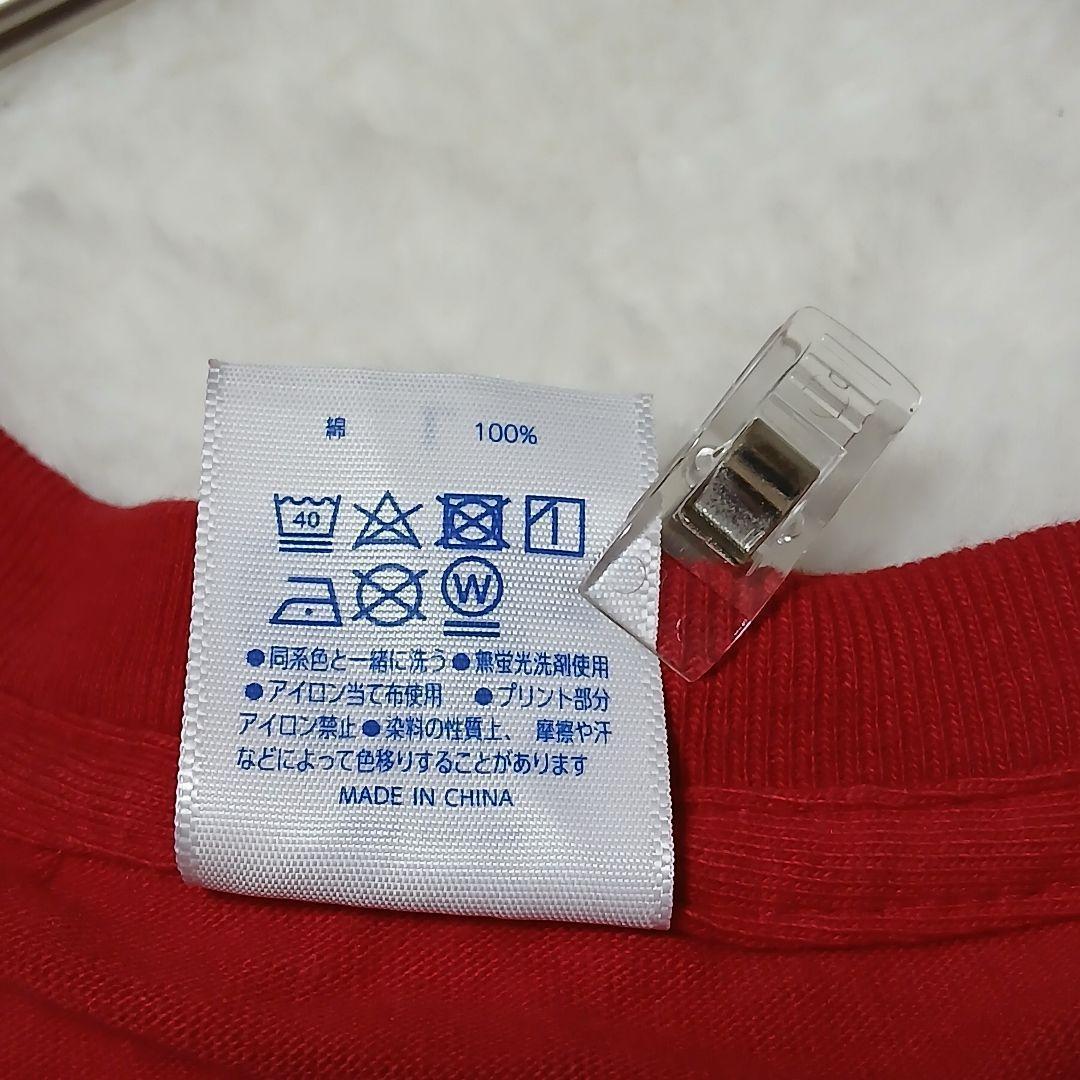 綿 100%
40
W
●同系色と一緒に洗う ●無蛍光洗剤使用
●アイロン当て布使用 ●プリント部分
アイロン禁止 ●染料の性質上、摩擦や汗
などによって色移りすることがあります
MADE IN CHINA